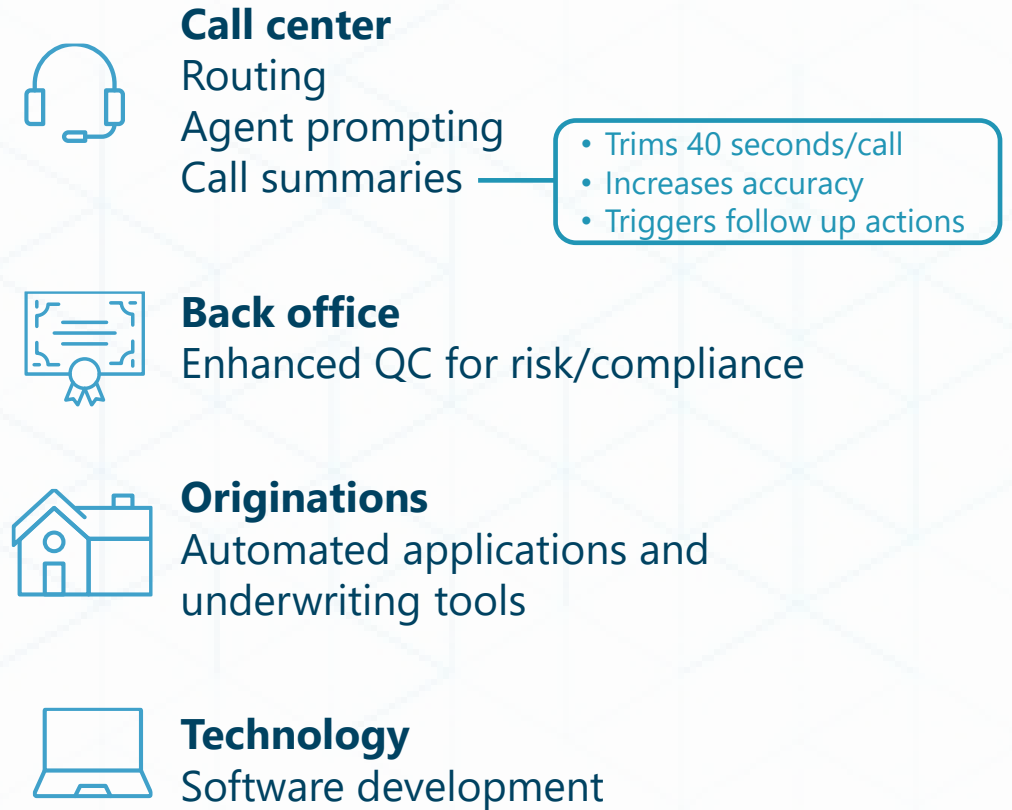 Call center
Routing
Agent prompting
Call summaries
• Trims 40 seconds/call
• Increases accuracy
• Triggers follow up actions
Back office
Enhanced QC for risk/compliance
Originations
Automated applications and
underwriting tools
Technology
Software development